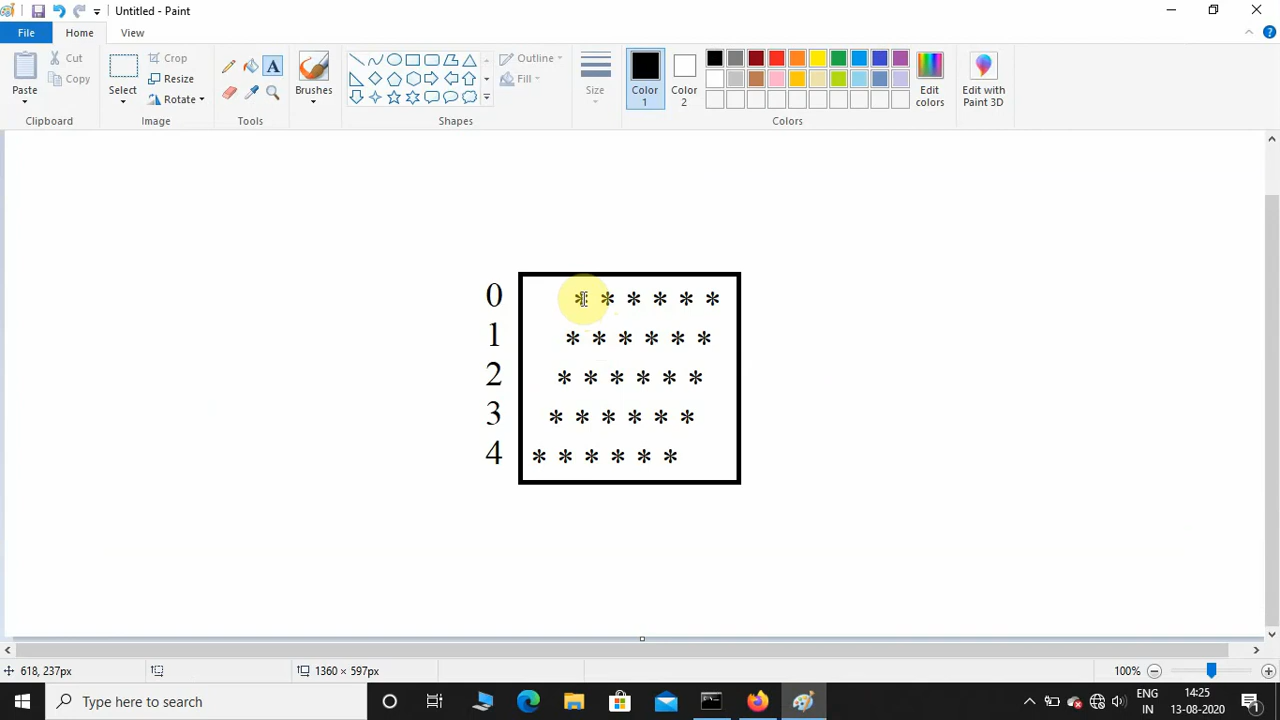 Untitled - Paint
File Home View
Paste
Cut
Copy
Clipboard
Select
Crop
Resize
Rotate
Image
A
Tools
Brushes
Outline
Fill
Shapes
Size
Color 1
Color 2
Edit colors
Colors
Edit with Paint 3D
0 * * * * * *
1 * * * * * *
2 * * * * * *
3 * * * * * *
4 * * * * * *
618, 237px
1360 × 597px
100%
Type here to search
ENG
IN
14:25
13-08-2020
1